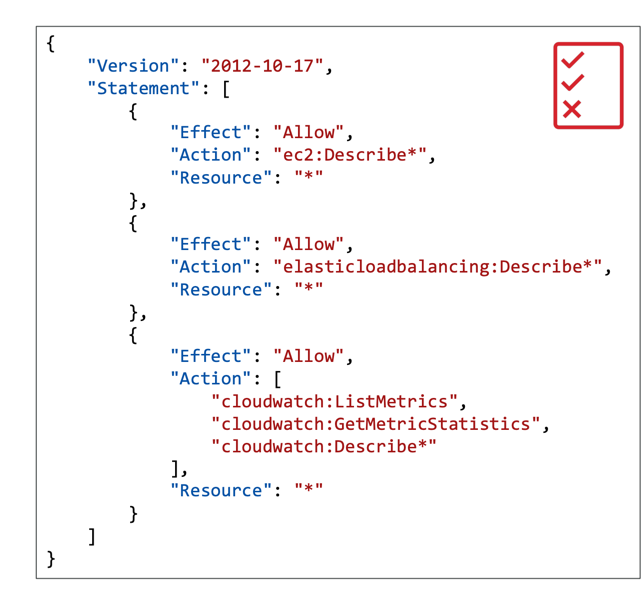 {
    "Version": "2012-10-17",
    "Statement": [
        {
            "Effect": "Allow",
            "Action": "ec2:Describe*",
            "Resource": "*"
        },
        {
            "Effect": "Allow",
            "Action": "elasticloadbalancing:Describe*",
            "Resource": "*"
        },
        {
            "Effect": "Allow",
            "Action": [
                "cloudwatch:ListMetrics",
                "cloudwatch:GetMetricStatistics",
                "cloudwatch:Describe*"
            ],
            "Resource": "*"
        }
    ]
}